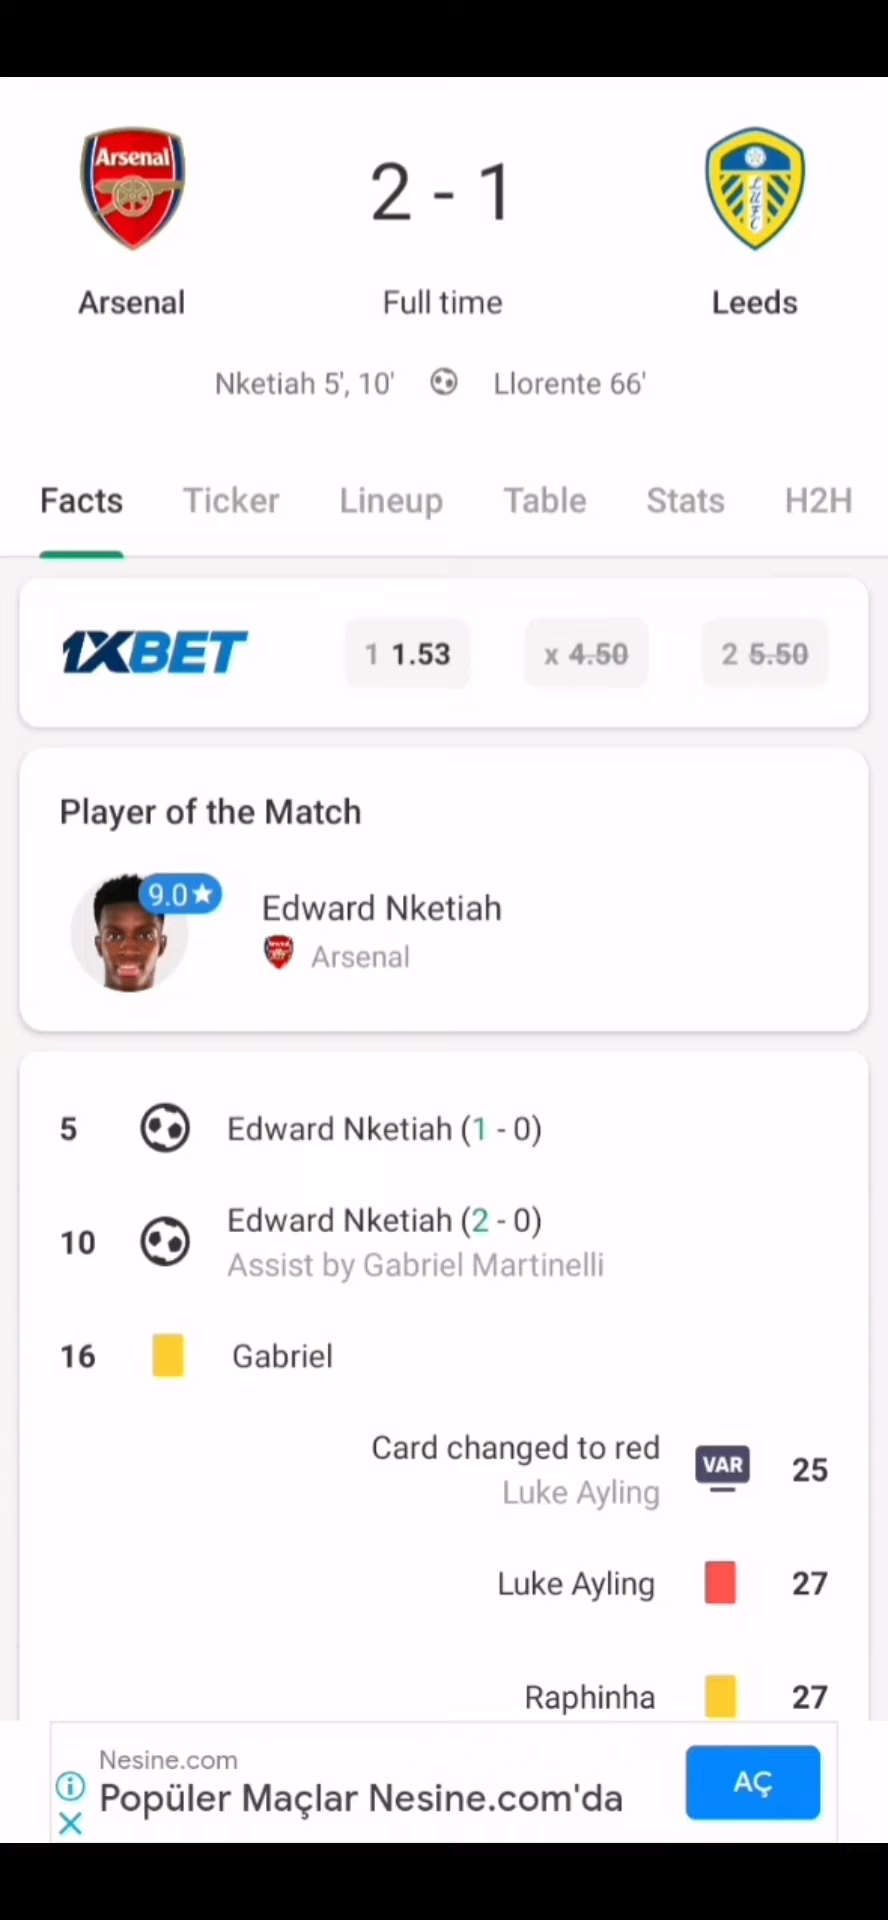 Arsenal
2 - 1
LUFC
Arsenal
Full time
Leeds
Nketiah 5', 10'
Llorente 66'
Facts
Ticker
Lineup
Table
Stats
H2H
1XBET
1 1.53
x 4.50
2 5.50
Player of the Match
9.0
Edward Nketiah
Arsenal
5
Edward Nketiah (1 - 0)
10
Edward Nketiah (2 - 0)
Assist by Gabriel Martinelli
16
Gabriel
Card changed to red
VAR
25
Luke Ayling
Luke Ayling
27
Raphinha
27
Nesine.com
Popüler Maçlar Nesine.com'da
AÇ